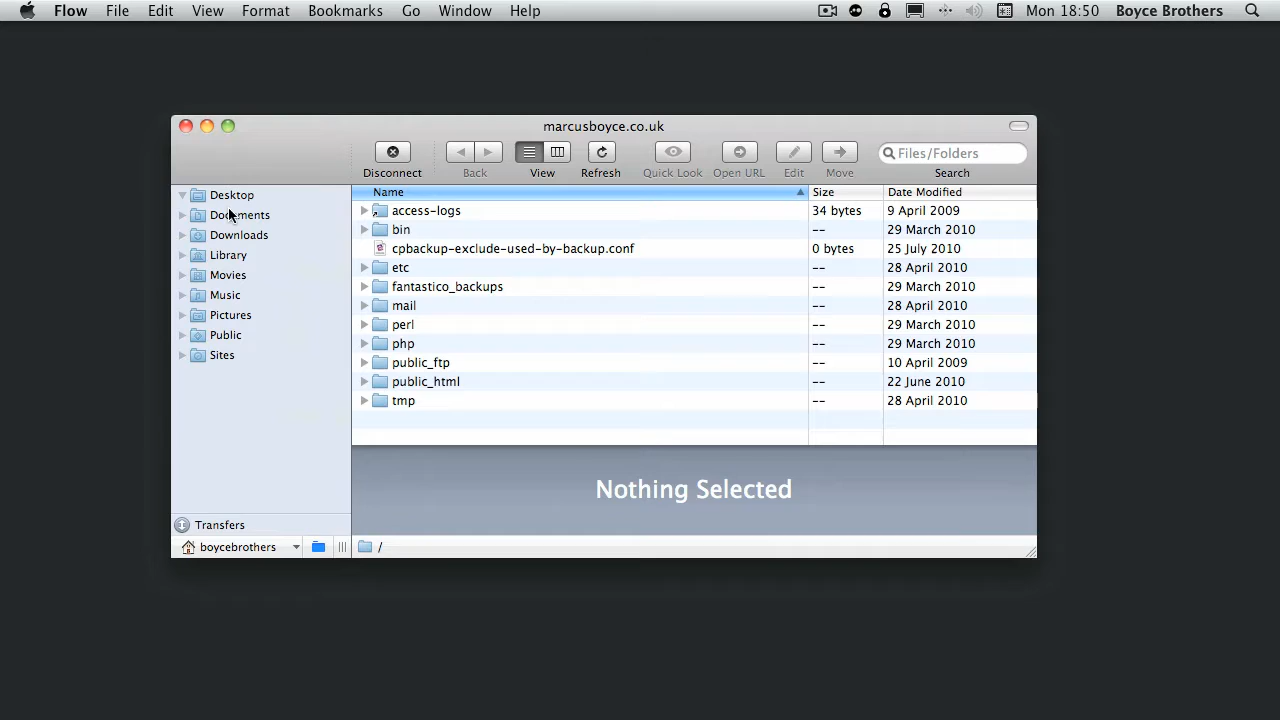 Flow File Edit View Format Bookmarks Go Window Help Mon 18:50 Boyce Brothers
marcusboyce.co.uk
Files/Folders
Disconnect Back View Refresh Quick Look Open URL Edit Move Search
Desktop
Documents
Downloads
Library
Movies
Music
Pictures
Public
Sites
Transfers
boycebrothers
Name Size Date Modified
access-logs 34 bytes 9 April 2009
bin -- 29 March 2010
cpbackup-exclude-used-by-backup.conf 0 bytes 25 July 2010
etc -- 28 April 2010
fantastico_backups -- 29 March 2010
mail -- 28 April 2010
perl -- 29 March 2010
php -- 29 March 2010
public_ftp -- 10 April 2009
public_html -- 22 June 2010
tmp -- 28 April 2010
Nothing Selected
/